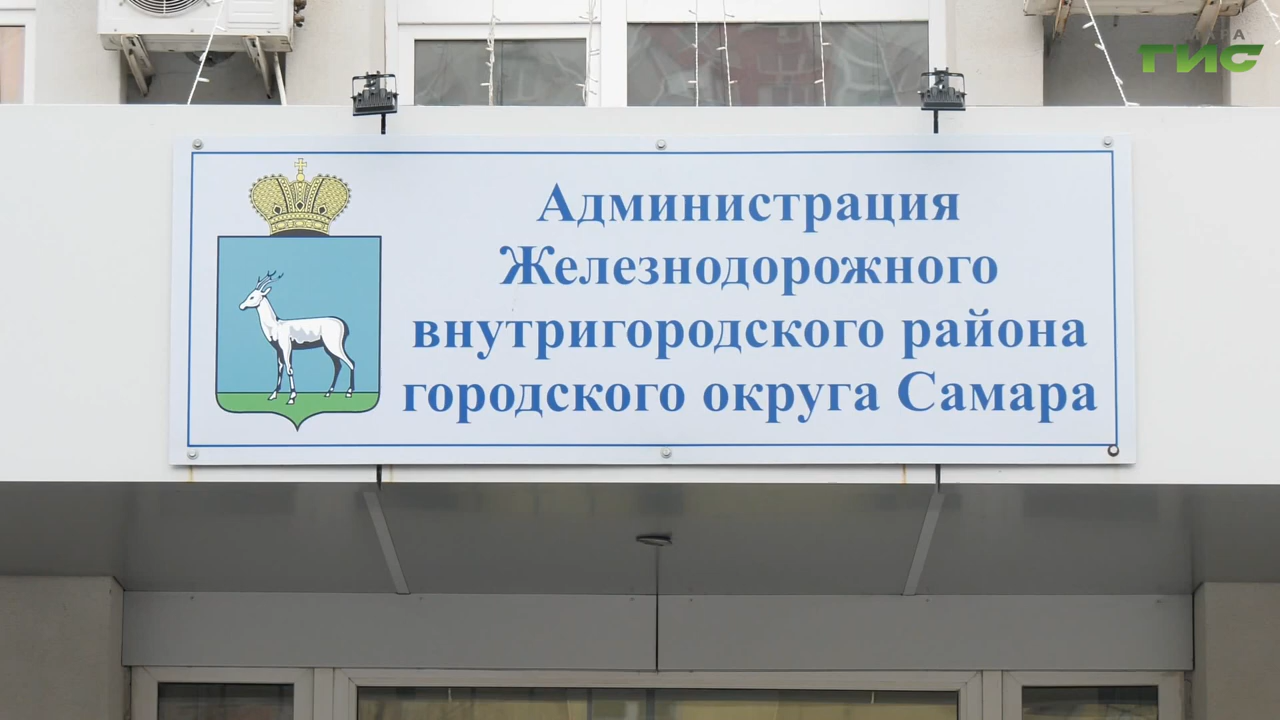 ГИС
Администрация
Железнодорожного
внутригородского района
городского округа Самара